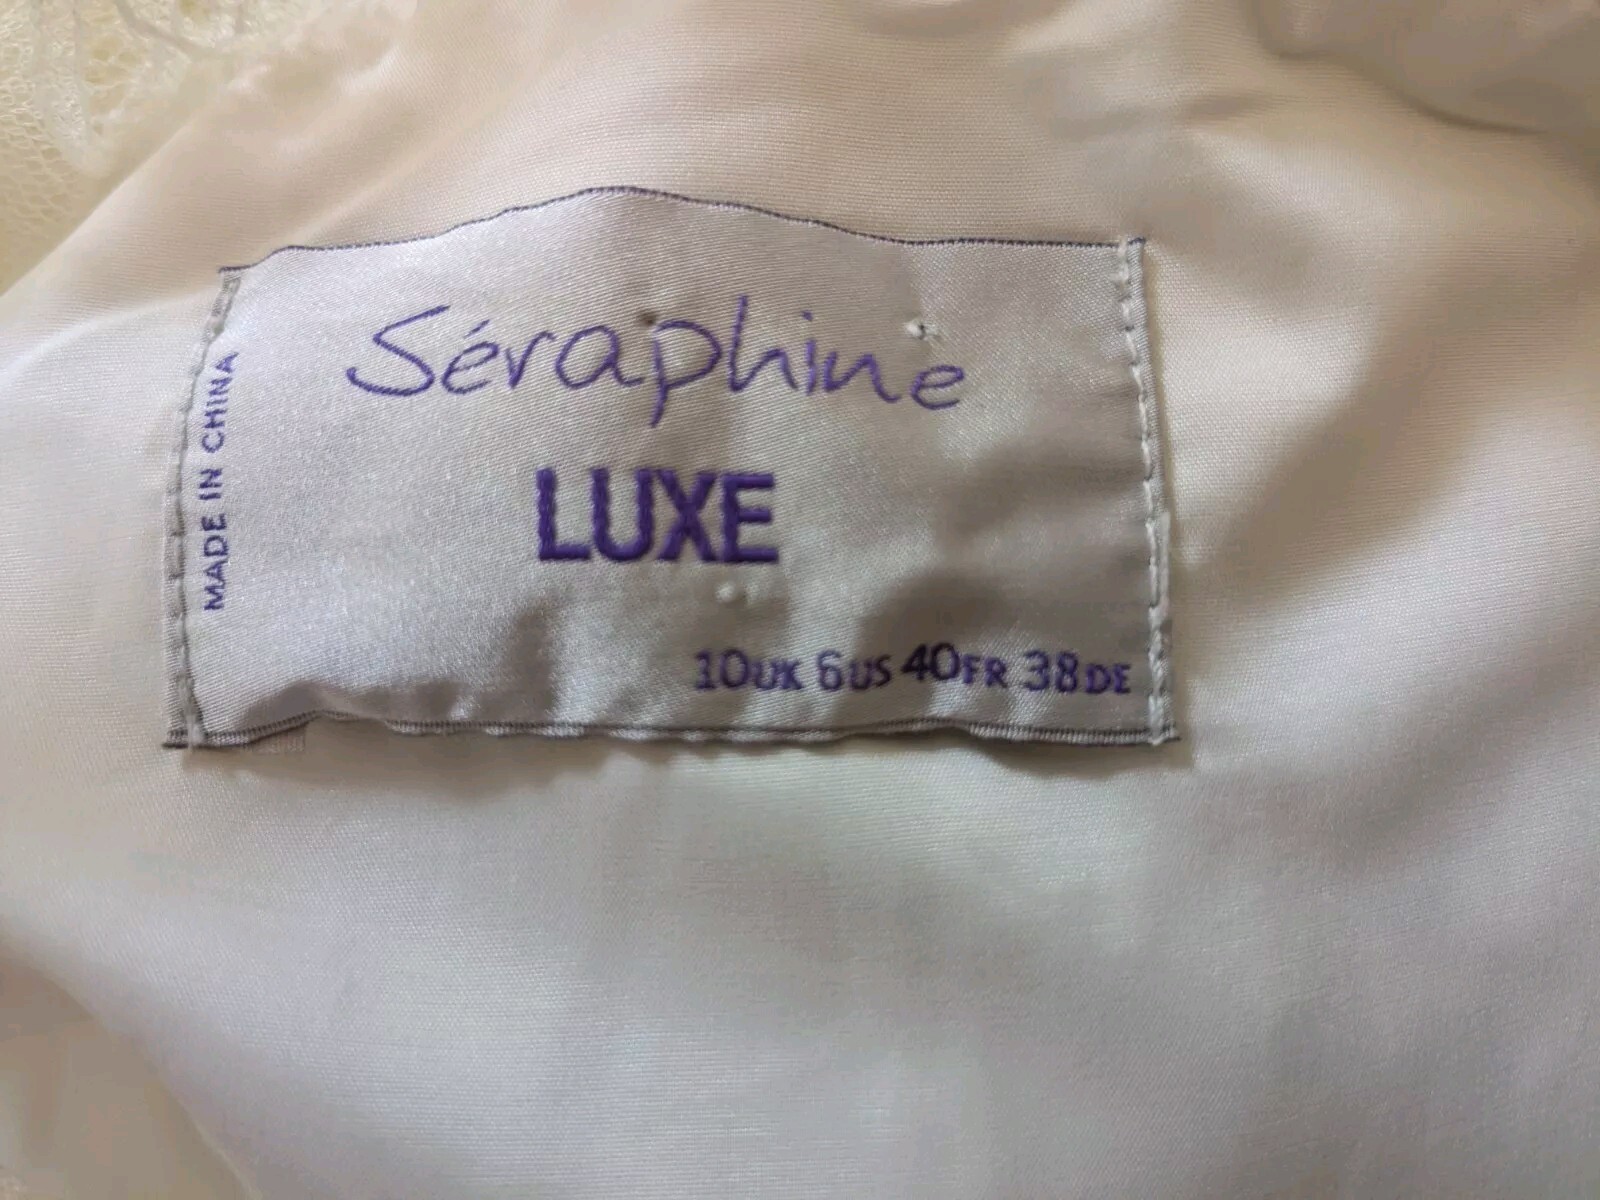 Séraphine
LUXE
10UK 6US 40FR 38DE
MADE IN CHINA